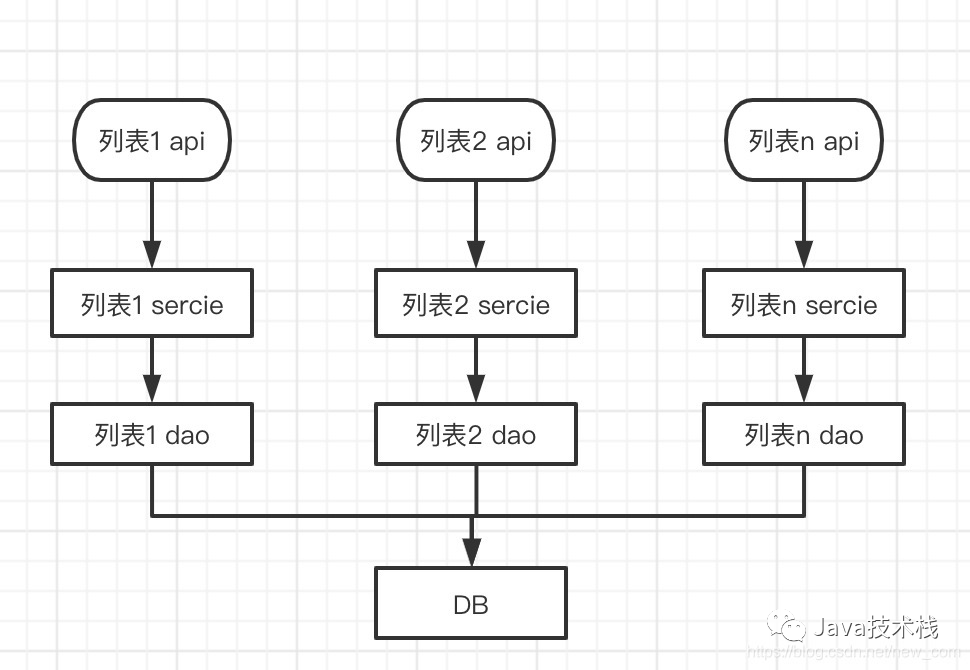 列表1 api
列表2 api
列表n api
列表1 sercie
列表2 sercie
列表n sercie
列表1 dao
列表2 dao
列表n dao
DB
Java技术栈
https://blog.csdn.net/new_com